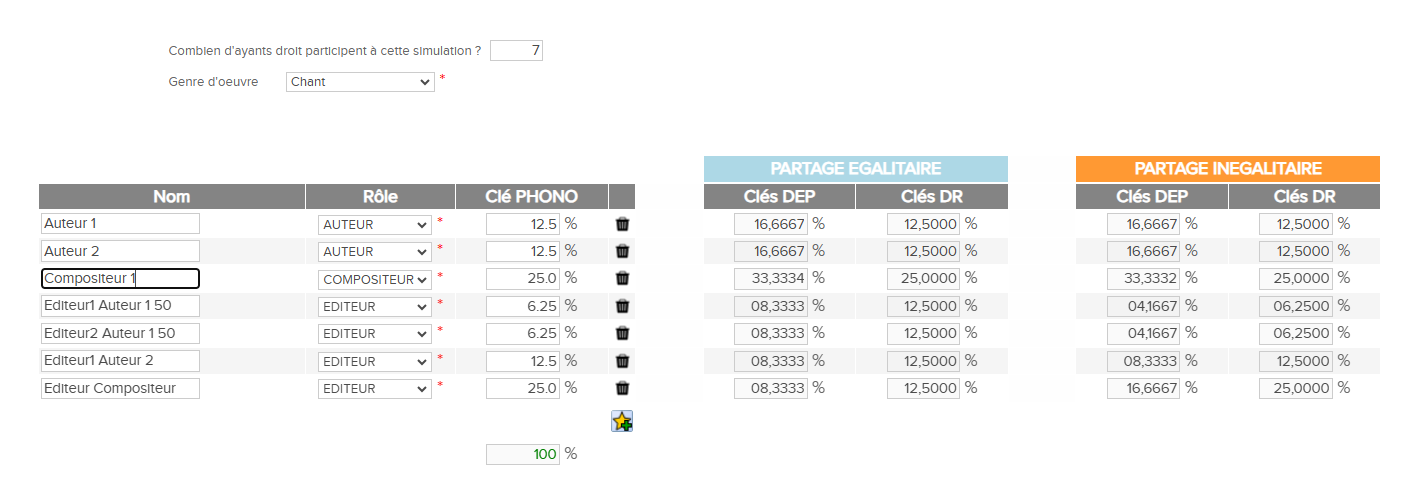 Combien d'ayants droit participent à cette simulation ? 7
Genre d'oeuvre Chant *
PARTAGE EGALITAIRE PARTAGE INEGALITAIRE
Nom Rôle Clé PHONO Clés DEP Clés DR Clés DEP Clés DR
Auteur 1 AUTEUR * 12.5 % 16,6667 % 12,5000 % 16,6667 % 12,5000 %
Auteur 2 AUTEUR * 12.5 % 16,6667 % 12,5000 % 16,6667 % 12,5000 %
Compositeur 1 COMPOSITEUR * 25.0 % 33,3334 % 25,0000 % 33,3332 % 25,0000 %
Editeur1 Auteur 1 50 EDITEUR * 6.25 % 08,3333 % 12,5000 % 04,1667 % 06,2500 %
Editeur2 Auteur 1 50 EDITEUR * 6.25 % 08,3333 % 12,5000 % 04,1667 % 06,2500 %
Editeur1 Auteur 2 EDITEUR * 12.5 % 08,3333 % 12,5000 % 08,3333 % 12,5000 %
Editeur Compositeur EDITEUR * 25.0 % 08,3333 % 12,5000 % 16,6667 % 25,0000 %
100 %